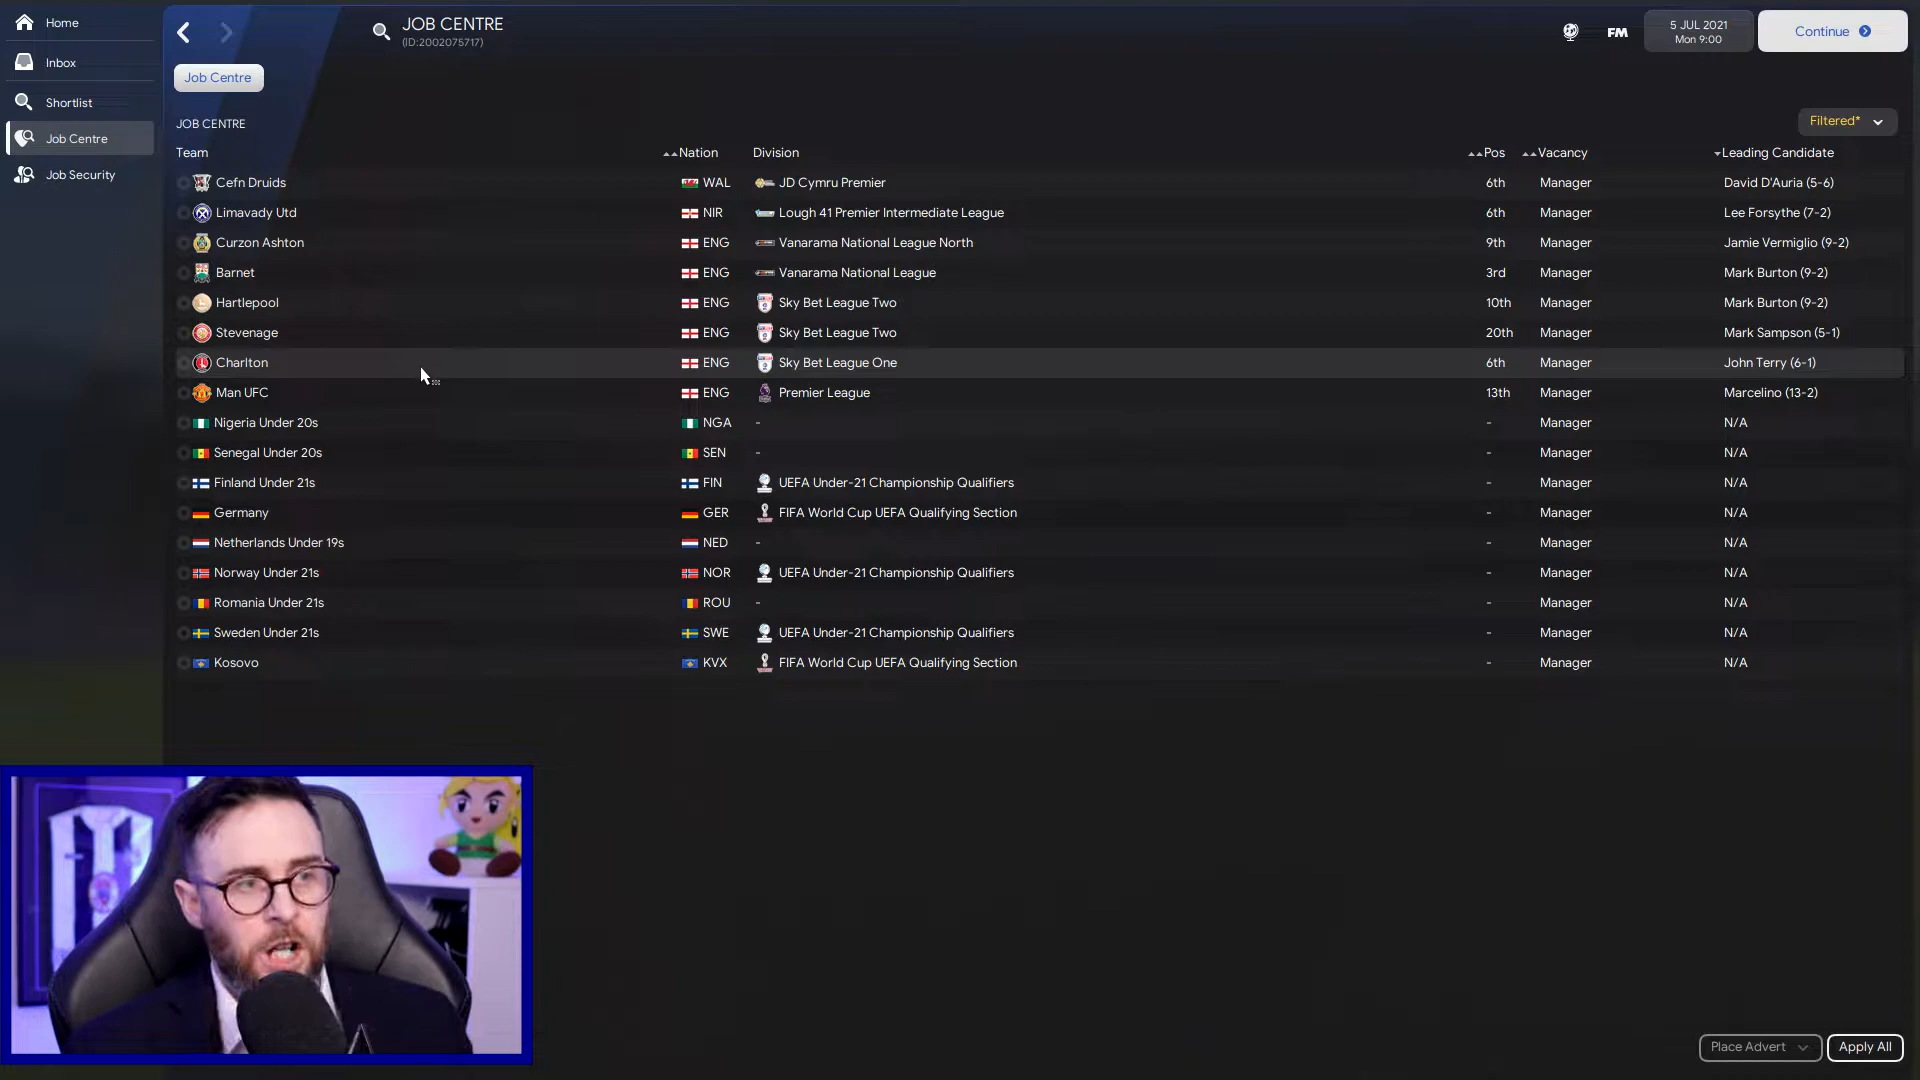 Home
Inbox
Shortlist
Job Centre
Job Security
JOB CENTRE
(ID:2002075717)
FM
5 JUL 2021
Mon 9:00
Continue
Job Centre
JOB CENTRE
Filtered*
Team Nation Division Pos Vacancy Leading Candidate
Cefn Druids WAL JD Cymru Premier 6th Manager David D'Auria (5-6)
Limavady Utd NIR Lough 41 Premier Intermediate League 6th Manager Lee Forsythe (7-2)
Curzon Ashton ENG Vanarama National League North 9th Manager Jamie Vermiglio (9-2)
Barnet ENG Vanarama National League 3rd Manager Mark Burton (9-2)
Hartlepool ENG Sky Bet League Two 10th Manager Mark Burton (9-2)
Stevenage ENG Sky Bet League Two 20th Manager Mark Sampson (5-1)
Charlton ENG Sky Bet League One 6th Manager John Terry (6-1)
Man UFC ENG Premier League 13th Manager Marcelino (13-2)
Nigeria Under 20s NGA - - Manager N/A
Senegal Under 20s SEN - - Manager N/A
Finland Under 21s FIN UEFA Under-21 Championship Qualifiers - Manager N/A
Germany GER FIFA World Cup UEFA Qualifying Section - Manager N/A
Netherlands Under 19s NED - - Manager N/A
Norway Under 21s NOR UEFA Under-21 Championship Qualifiers - Manager N/A
Romania Under 21s ROU - - Manager N/A
Sweden Under 21s SWE UEFA Under-21 Championship Qualifiers - Manager N/A
Kosovo KVX FIFA World Cup UEFA Qualifying Section - Manager N/A
Place Advert
Apply All